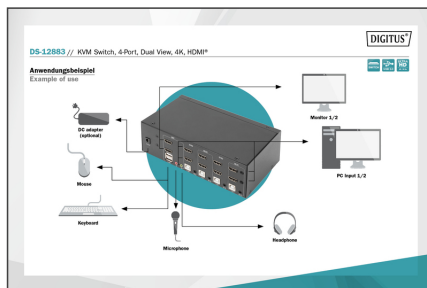 DIGITUS®
DS-12883 // KVM Switch, 4-Port, Dual View, 4K, HDMI®
Anwendungsbeispiel
Example of use
DC adapter
(optional)
Monitor 1/2
Mouse
PC input 1/2
Keyboard
Microphone
Headphone